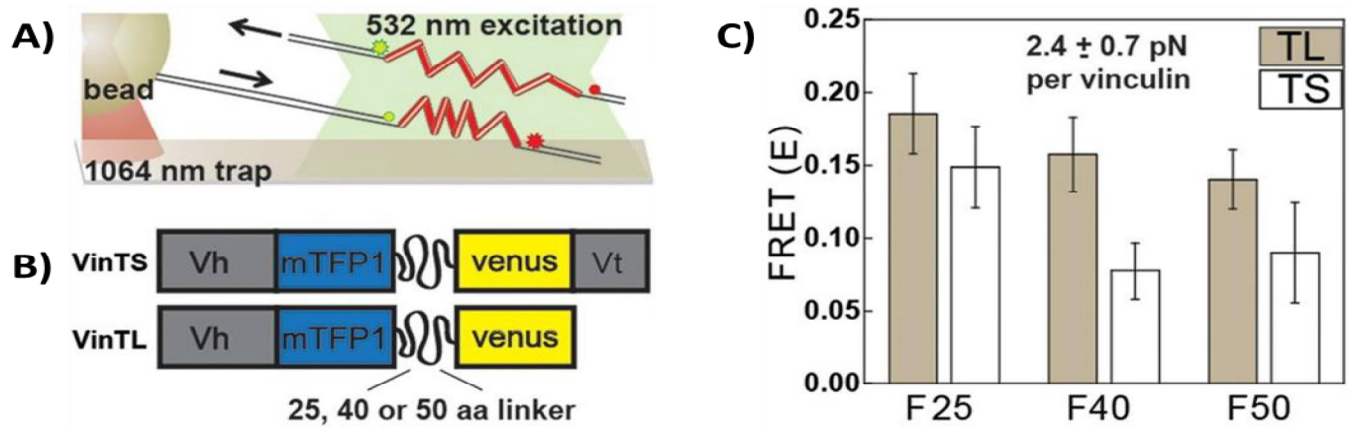 A)
532 nm excitation
bead
1064 nm trap
B)
VinTS
Vh
mTFP1
venus
Vt
VinTL
Vh
mTFP1
venus
25, 40 or 50 aa linker
C)
FRET (E)
0.25
0.20
0.15
0.10
0.05
0.00
2.4 ± 0.7 pN
per vinculin
TL
TS
F25
F40
F50